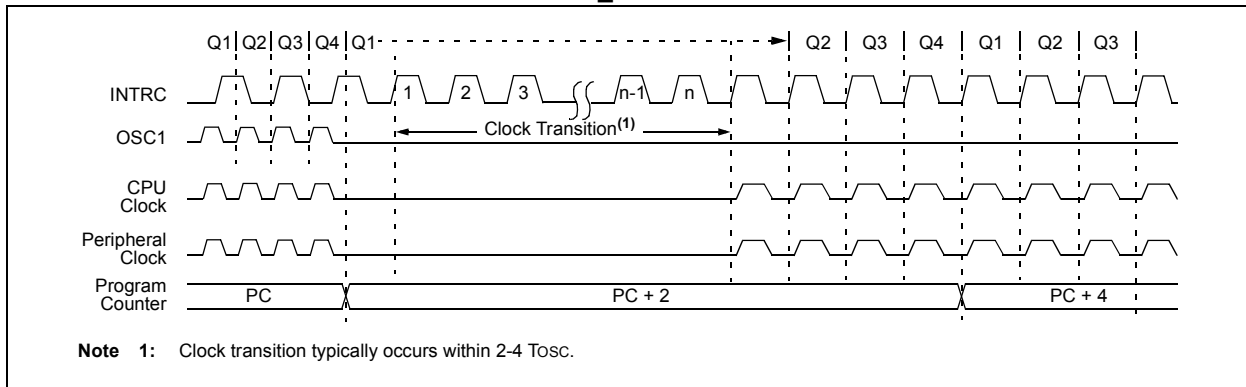 Q1 Q2 Q3 Q4 Q1 Q2 Q3 Q4 Q1 Q2 Q3
INTRC 1 2 3 n-1 n
Clock Transition(1)
OSC1
CPU
Clock
Peripheral
Clock
Program
Counter
PC PC + 2 PC + 4
Note 1: Clock transition typically occurs within 2-4 TOSC.